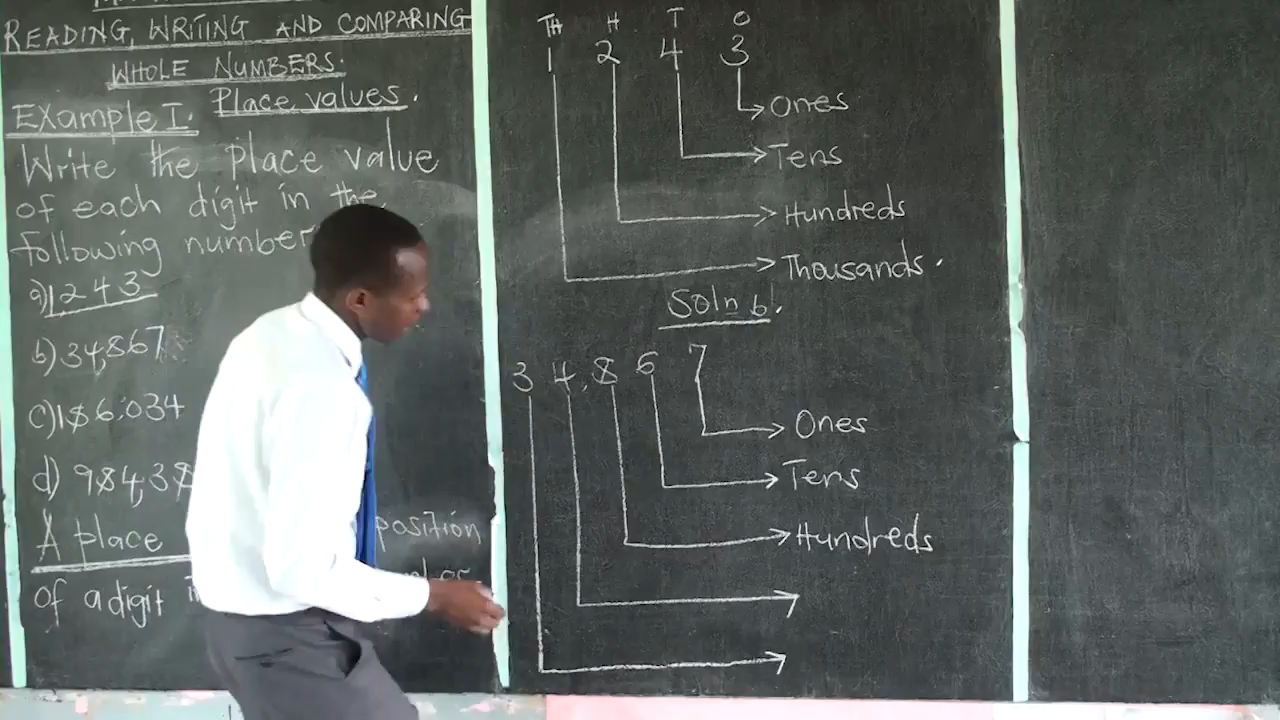 READING, WRITING AND COMPARING
WHOLE NUMBERS.
Example I. Place values.
Write the place value
of each digit in the
following number
a) 1243
b) 34,867
c) 186,034
d) 984,38
A place position
of a digit
TH H T O
1 2 4 3
Ones
Tens
Hundreds
Thousands.
Soln b.
3 4,8 6 7
Ones
Tens
Hundreds